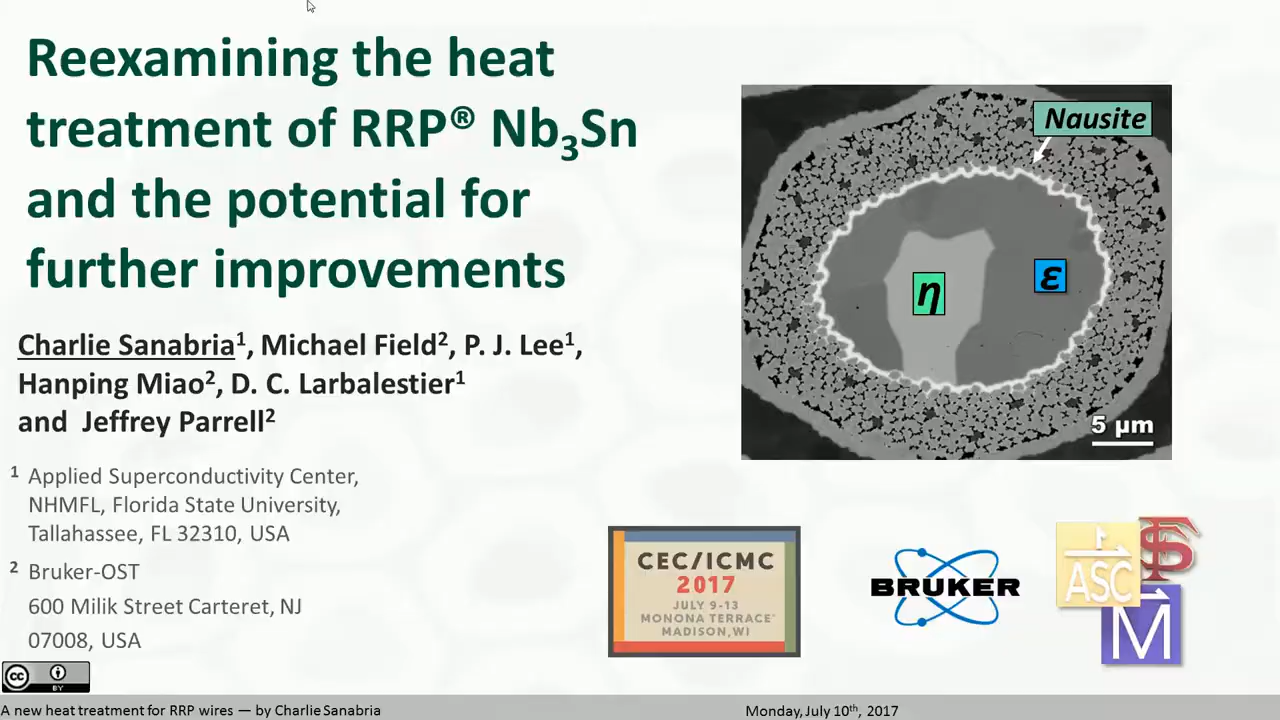 Reexamining the heat
treatment of RRP® Nb₃Sn
and the potential for
further improvements
Charlie Sanabria¹, Michael Field², P. J. Lee¹,
Hanping Miao², D. C. Larbalestier¹
and Jeffrey Parrell²
¹ Applied Superconductivity Center,
NHMFL, Florida State University,
Tallahassee, FL 32310, USA
² Bruker-OST
600 Milik Street Carteret, NJ
07008, USA
Nausite
η
ε
5 µm
CEC/ICMC
2017
JULY 9-13
MONONA TERRACE
MADISON, WI
BRUKER
ASC
FS
M
cc
BY
A new heat treatment for RRP wires — by Charlie Sanabria
Monday, July 10ᵗʰ, 2017